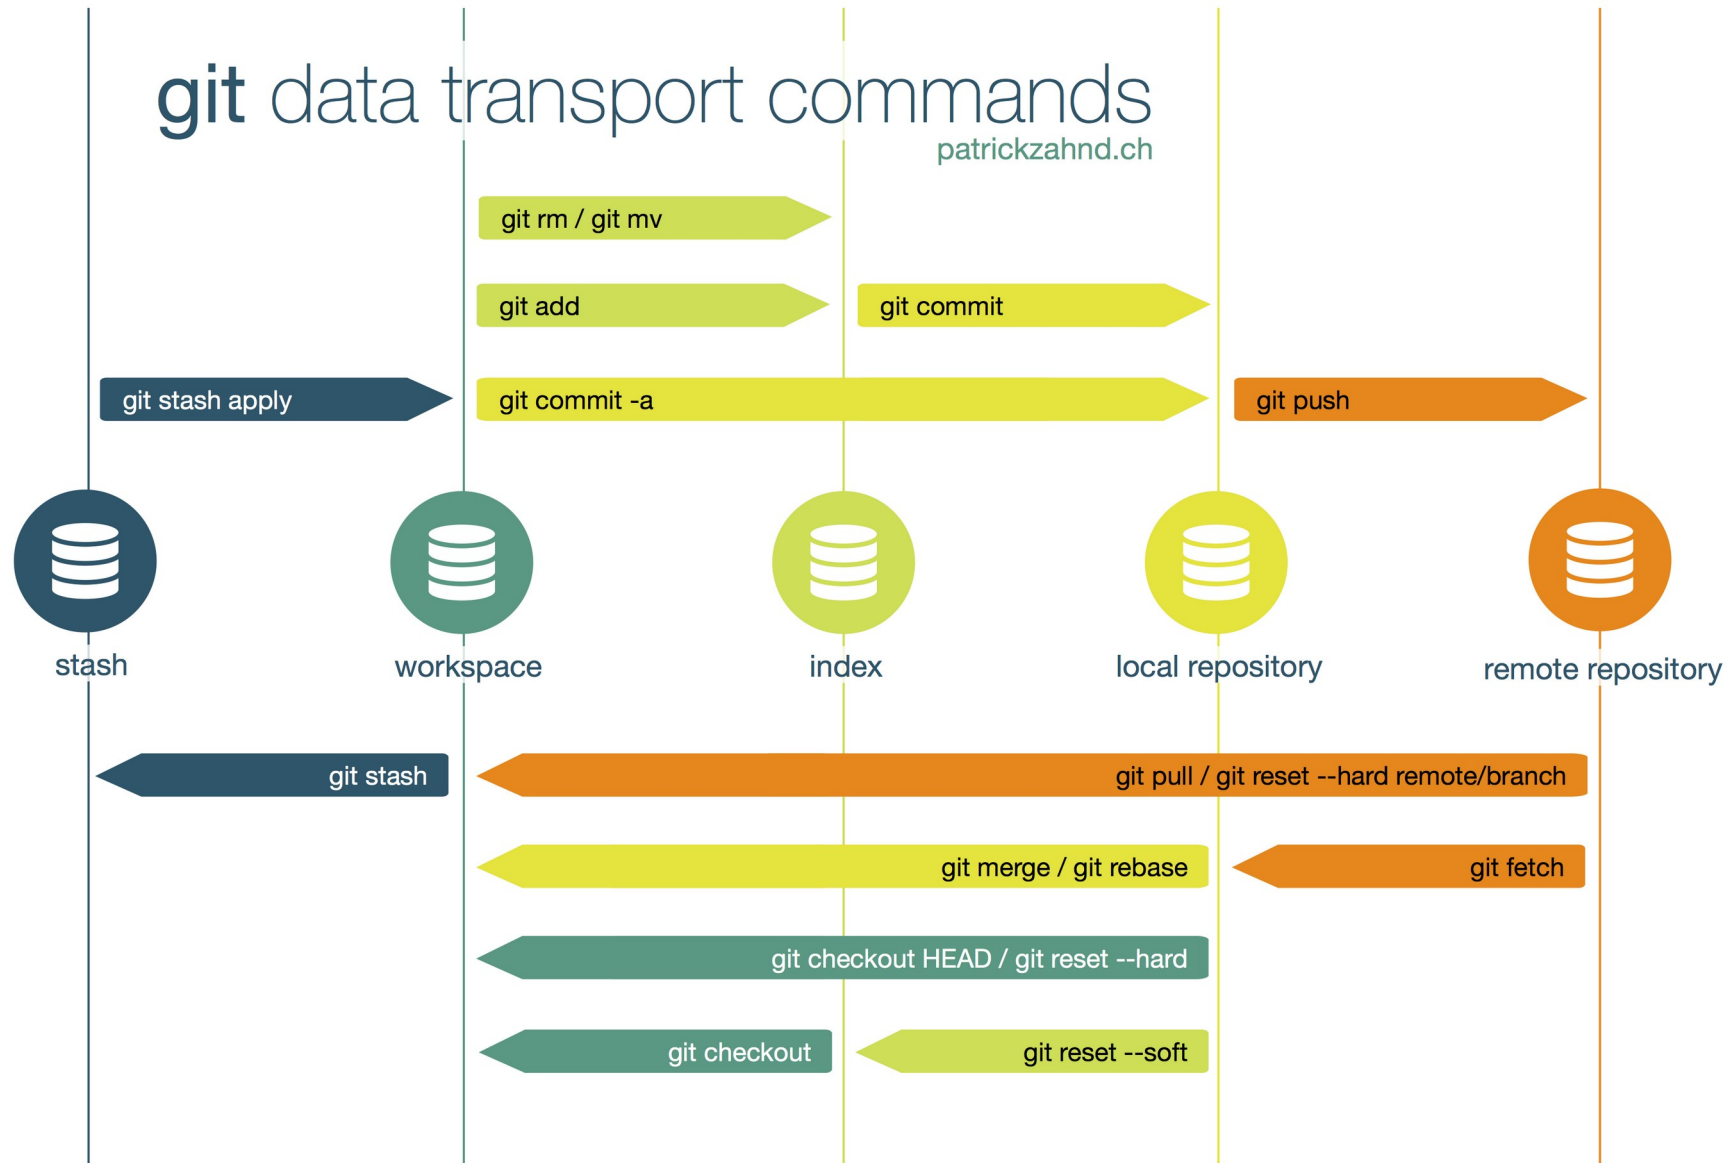 git data transport commands
patrickzahnd.ch
git rm / git mv
git add
git commit
git stash apply
git commit -a
git push
stash
workspace
index
local repository
remote repository
git stash
git pull / git reset --hard remote/branch
git merge / git rebase
git fetch
git checkout HEAD / git reset --hard
git checkout
git reset --soft